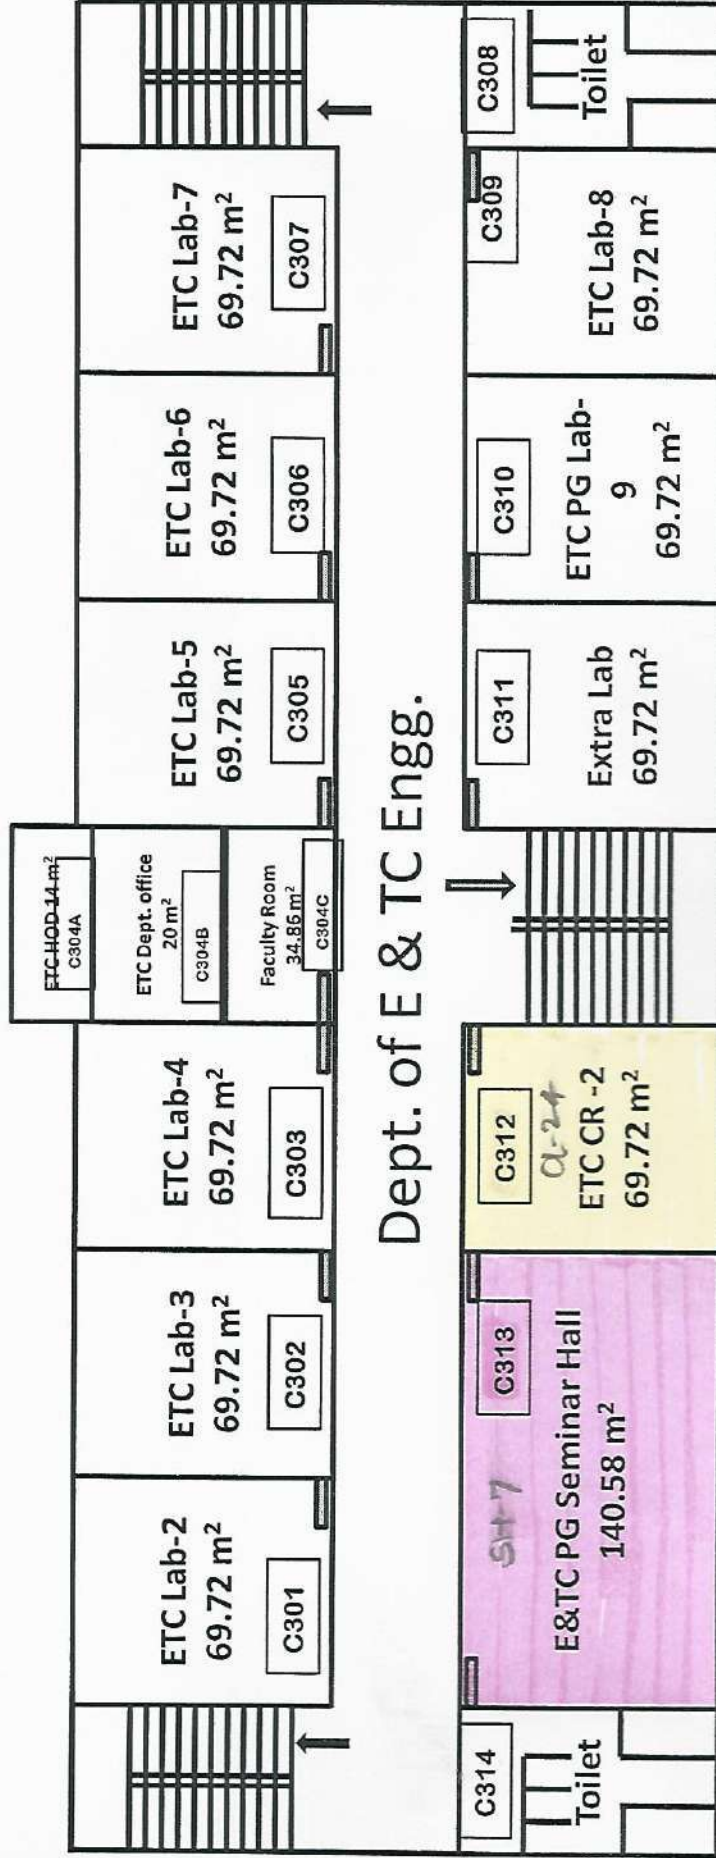 ETC Lab-2
69.72 m²
C301
ETC Lab-3
69.72 m²
C302
ETC Lab-4
69.72 m²
C303
ETC HOD 14 m²
C304A
ETC Dept. office
20 m²
C304B
Faculty Room
34.86 m²
C304C
ETC Lab-5
69.72 m²
C305
ETC Lab-6
69.72 m²
C306
ETC Lab-7
69.72 m²
C307
Dept. of E & TC Engg.
C314
Toilet
C313
SH-7
E&TC PG Seminar Hall
140.58 m²
C312
CL-24
ETC CR -2
69.72 m²
C311
Extra Lab
69.72 m²
C310
ETC PG Lab-
9
69.72 m²
C309
ETC Lab-8
69.72 m²
C308
Toilet